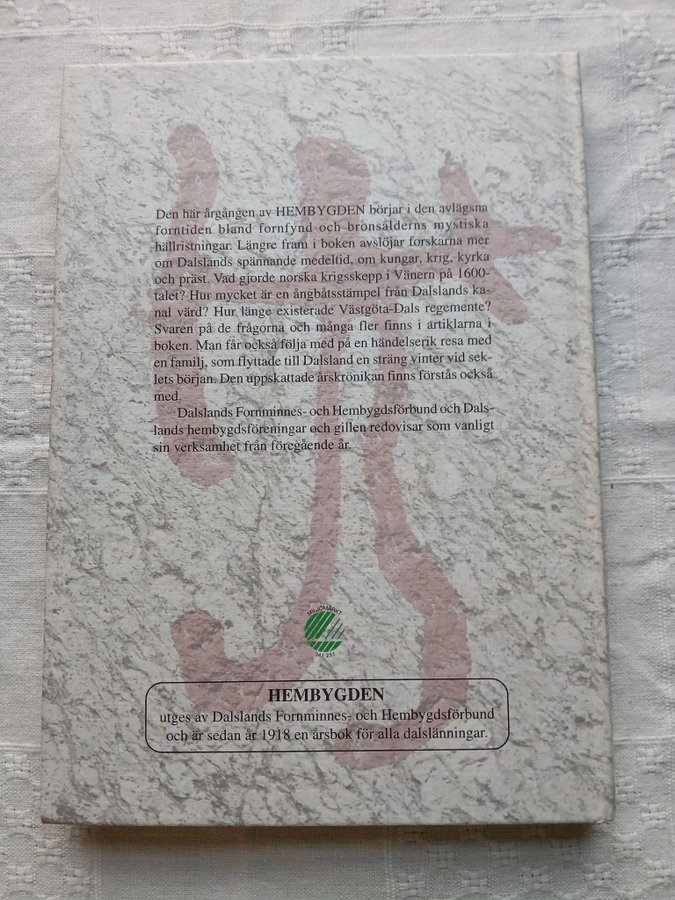 Den här årgången av HEMBYGDEN börjar i den avlägsna
forntiden bland fornfynd och bronsålderns mystiska
hällristningar. Längre fram i boken avslöjar forskarna mer
om Dalslands spännande medeltid, om kungar, krig, kyrka
och präst. Vad gjorde norska krigsskepp i Vänern på 1600-
talet? Hur mycket är en ångbåtsstämpel från Dalslands ka-
nal värd? Hur länge existerade Västgöta-Dals regemente?
Svaren på de frågorna och många fler finns i artiklarna i
boken. Man får också följa med på en händelserik resa med
en familj, som flyttade till Dalsland en sträng vinter vid sek-
lets början. Den uppskattade årskrönikan finns förstås också
med.
Dalslands Fornminnes- och Hembygdsförbund och Dals-
lands hembygdsföreningar och gillen redovisar som vanligt
sin verksamhet från föregående år.
MILJÖMÄRKT
341 231
HEMBYGDEN
utges av Dalslands Fornminnes- och Hembygdsförbund
och är sedan år 1918 en årsbok för alla dalslänningar.